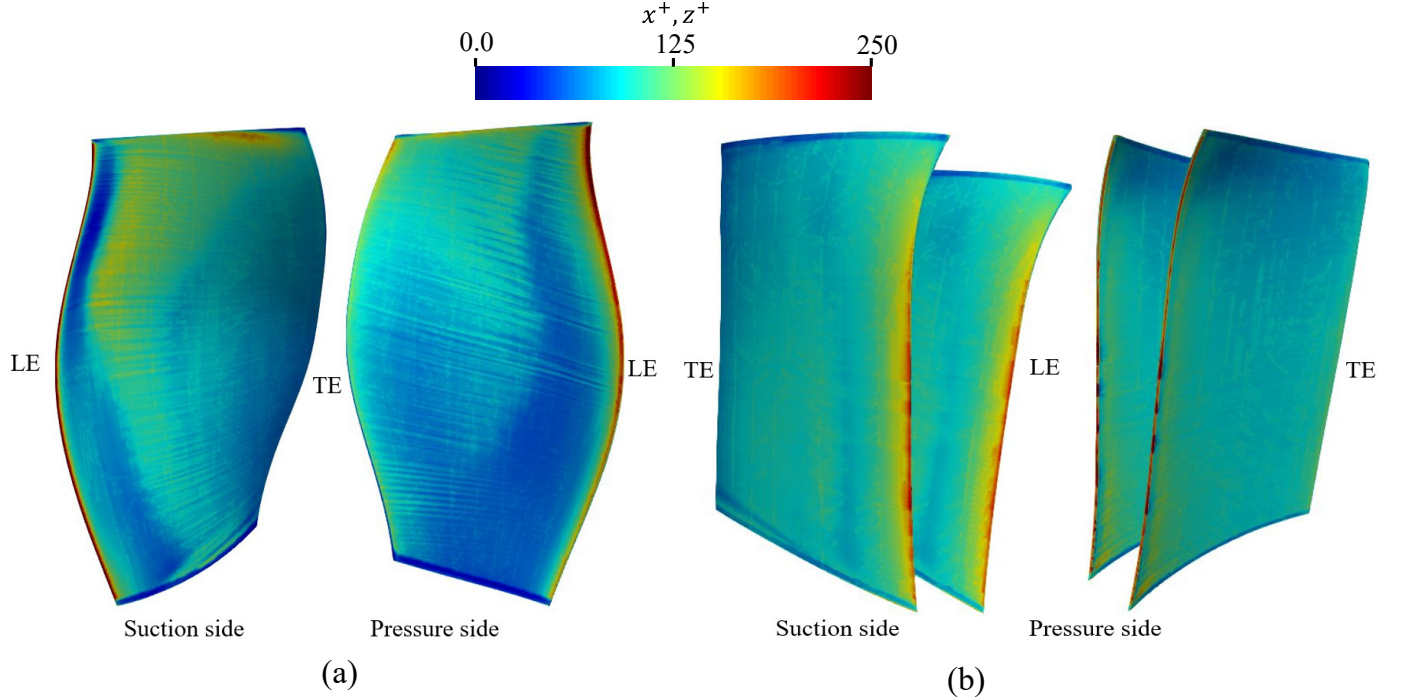 x⁺, z⁺
0.0 125 250
LE TE LE TE LE TE
Suction side Pressure side Suction side Pressure side
(a) (b)